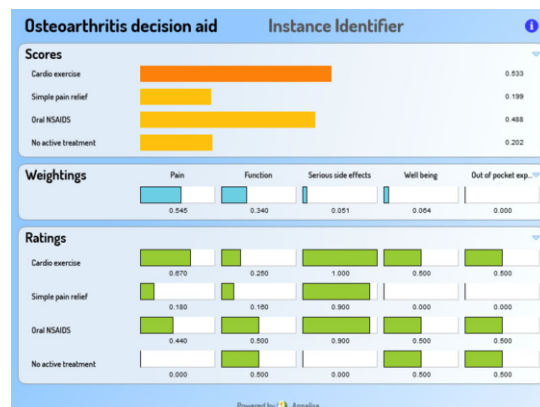 Osteoarthritis decision aid Instance Identifier
Scores
Cardio exercise 0.533
Simple pain relief 0.199
Oral NSAIDS 0.488
No active treatment 0.202
Weightings Pain Function Serious side effects Well being Out of pocket exp...
0.545 0.340 0.051 0.064 0.000
Ratings
Cardio exercise
0.670 0.250 1.000 0.500 0.500
Simple pain relief
0.180 0.160 0.900 0.000 0.000
Oral NSAIDS
0.440 0.500 0.900 0.500 0.500
No active treatment
0.000 0.500 0.000 0.500 0.500
Powered by Annalisa